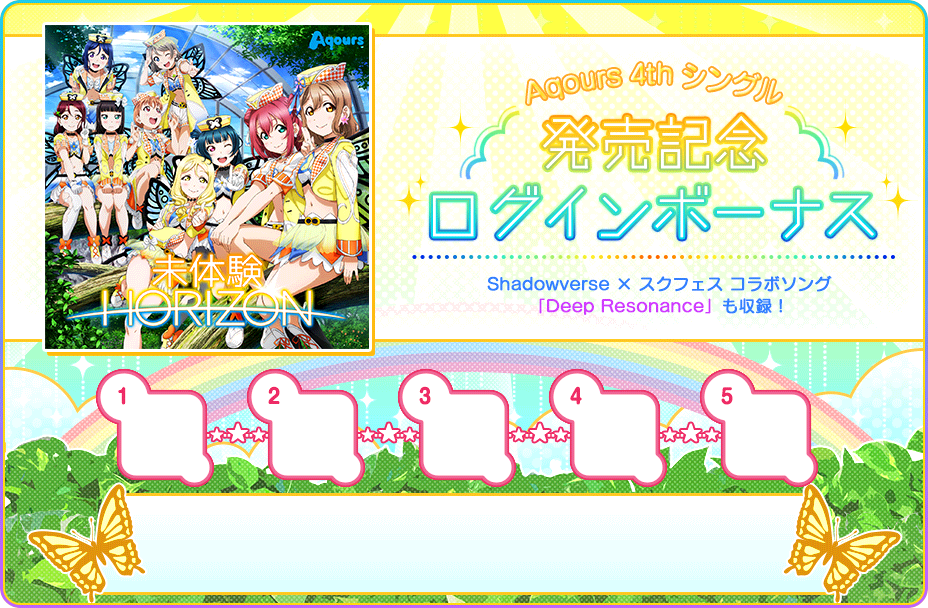 Aqours
未体験
HORIZON
Aqours 4th シングル
発売記念
ログインボーナス
Shadowverse × スクフェス コラボソング
「Deep Resonance」も収録！
1
2
3
4
5